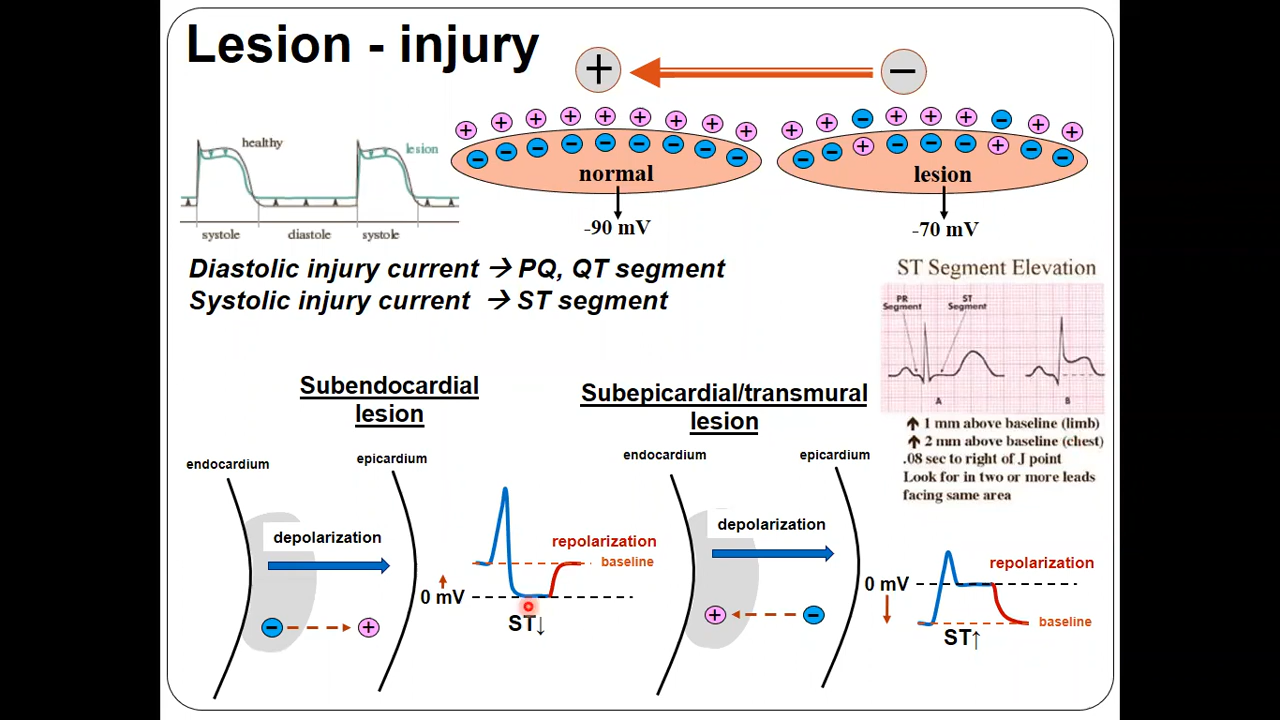 Lesion - injury
+
−
healthy
lesion
systole
diastole
systole
normal
-90 mV
lesion
-70 mV
Diastolic injury current → PQ, QT segment
Systolic injury current → ST segment
ST Segment Elevation
PR
Segment
ST
Segment
A
B
↑ 1 mm above baseline (limb)
↑ 2 mm above baseline (chest)
.08 sec to right of J point
Look for in two or more leads
facing same area
Subendocardial
lesion
endocardium
epicardium
depolarization
repolarization
baseline
0 mV
ST↓
Subepicardial/transmural
lesion
endocardium
epicardium
depolarization
repolarization
0 mV
baseline
ST↑